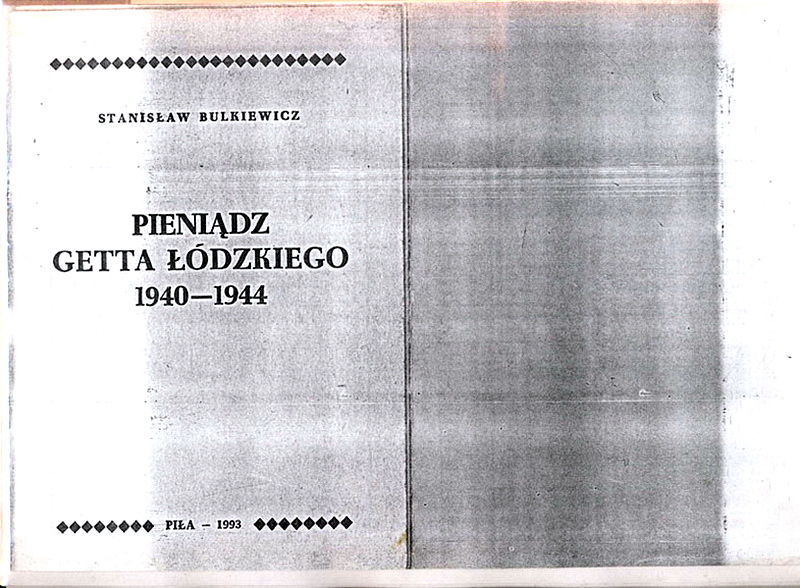 STANISŁAW BULKIEWICZ
PIENIĄDZ
GETTA ŁÓDZKIEGO
1940—1944
PIŁA — 1993